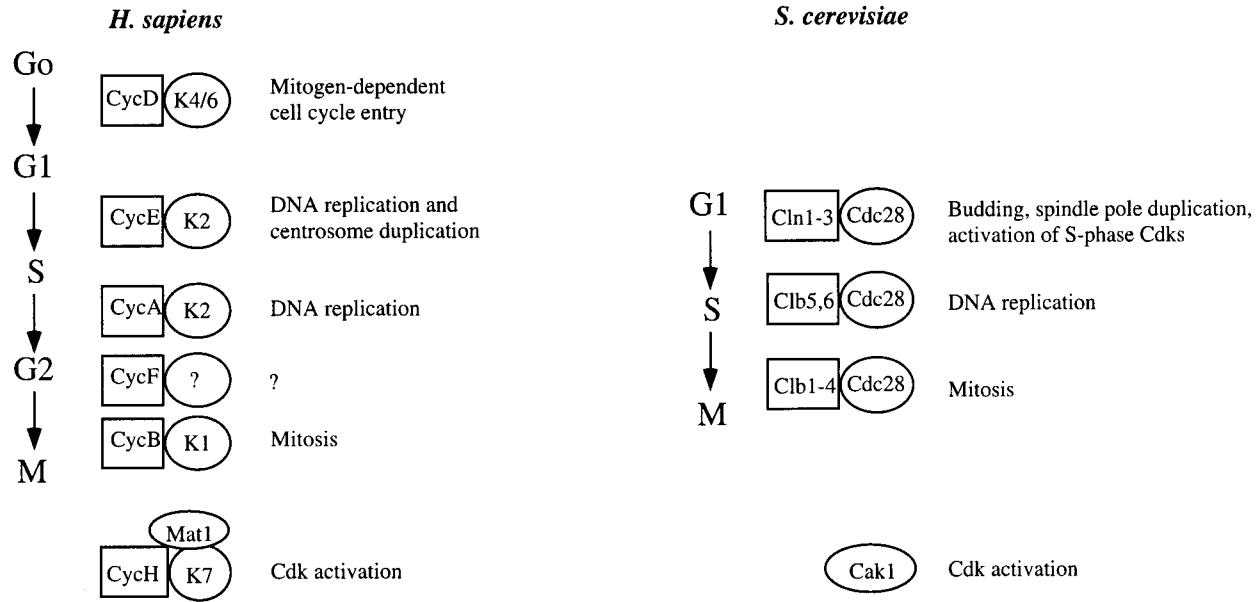 H. sapiens
Go
CycD
K4/6
Mitogen-dependent
cell cycle entry
G1
CycE
K2
DNA replication and
centrosome duplication
S
CycA
K2
DNA replication
G2
CycF
?
?
CycB
K1
Mitosis
M
Mat1
CycH
K7
Cdk activation
S. cerevisiae
G1
Cln1-3
Cdc28
Budding, spindle pole duplication,
activation of S-phase Cdks
S
Clb5,6
Cdc28
DNA replication
Clb1-4
Cdc28
Mitosis
M
Cak1
Cdk activation